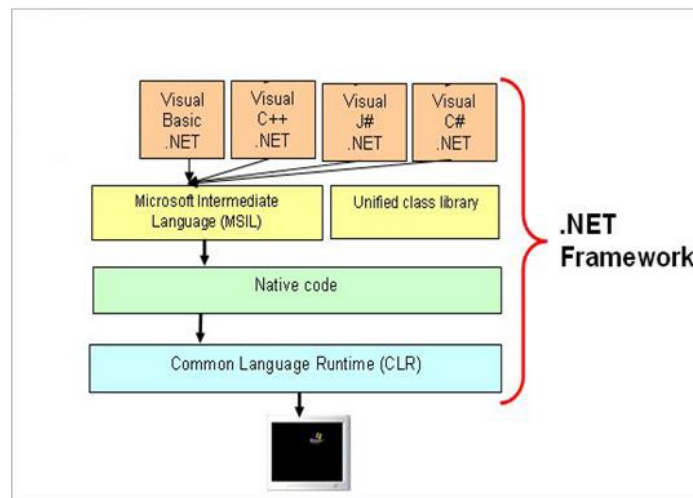 Visual
Basic
.NET
Visual
C++
.NET
Visual
J#
.NET
Visual
C#
.NET
Microsoft Intermediate
Language (MSIL)
Unified class library
.NET
Framework
Native code
Common Language Runtime (CLR)